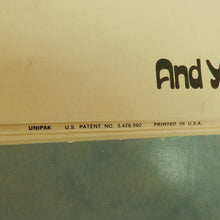 And Y
UNIPAK U.S. PATENT NO. 3,426,960 PRINTED IN U.S.A.